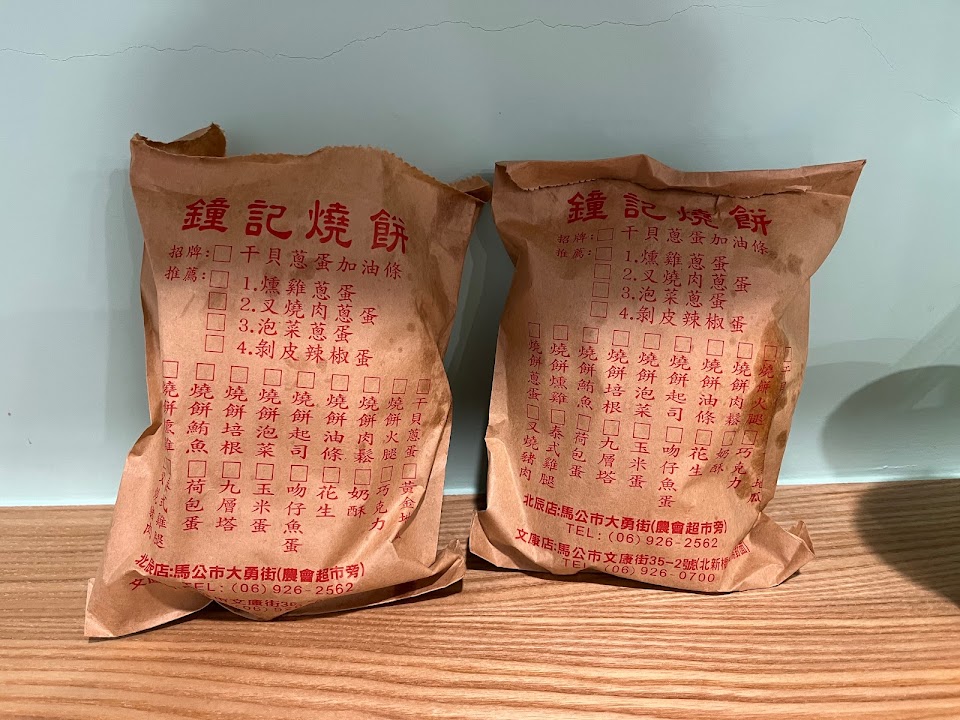 鐘記燒餅
招牌:□干貝蔥蛋加油條
推薦:□1.燻雞蔥蛋
□2.叉燒肉蔥蛋
□3.泡菜蔥蛋
□4.剝皮辣椒蛋
□干貝蔥蛋
□燒餅火腿
□燒餅肉鬆
□燒餅油條
□燒餅起司
□燒餅泡菜
□燒餅培根
□燒餅鮪魚
□黃金
□巧克力
□奶酥
□花生
□吻仔魚蛋
□玉米蛋
□九層塔
□荷包蛋
北辰店:馬公市大勇街(農會超市旁)
TEL:(06)926-2562
文康街
鐘記燒餅
招牌:□干貝蔥蛋加油條
推薦:□1.燻雞蔥蛋
□2.叉燒肉蔥蛋
□3.泡菜蔥蛋
□4.剝皮辣椒蛋
□燒餅火腿
□燒餅肉鬆
□燒餅油條
□燒餅起司
□燒餅泡菜
□燒餅培根
□燒餅鮪魚
□燒餅燻雞
□燒餅蔥蛋
□巧克力
□奶酥
□花生
□吻仔魚蛋
□玉米蛋
□九層塔
□荷包蛋
□泰式雞腿
□叉燒豬肉
北辰店:馬公市大勇街(農會超市旁)
TEL:(06)926-2562
文康店:馬公市文康街35-2號(北新
TEL:(06)926-0700